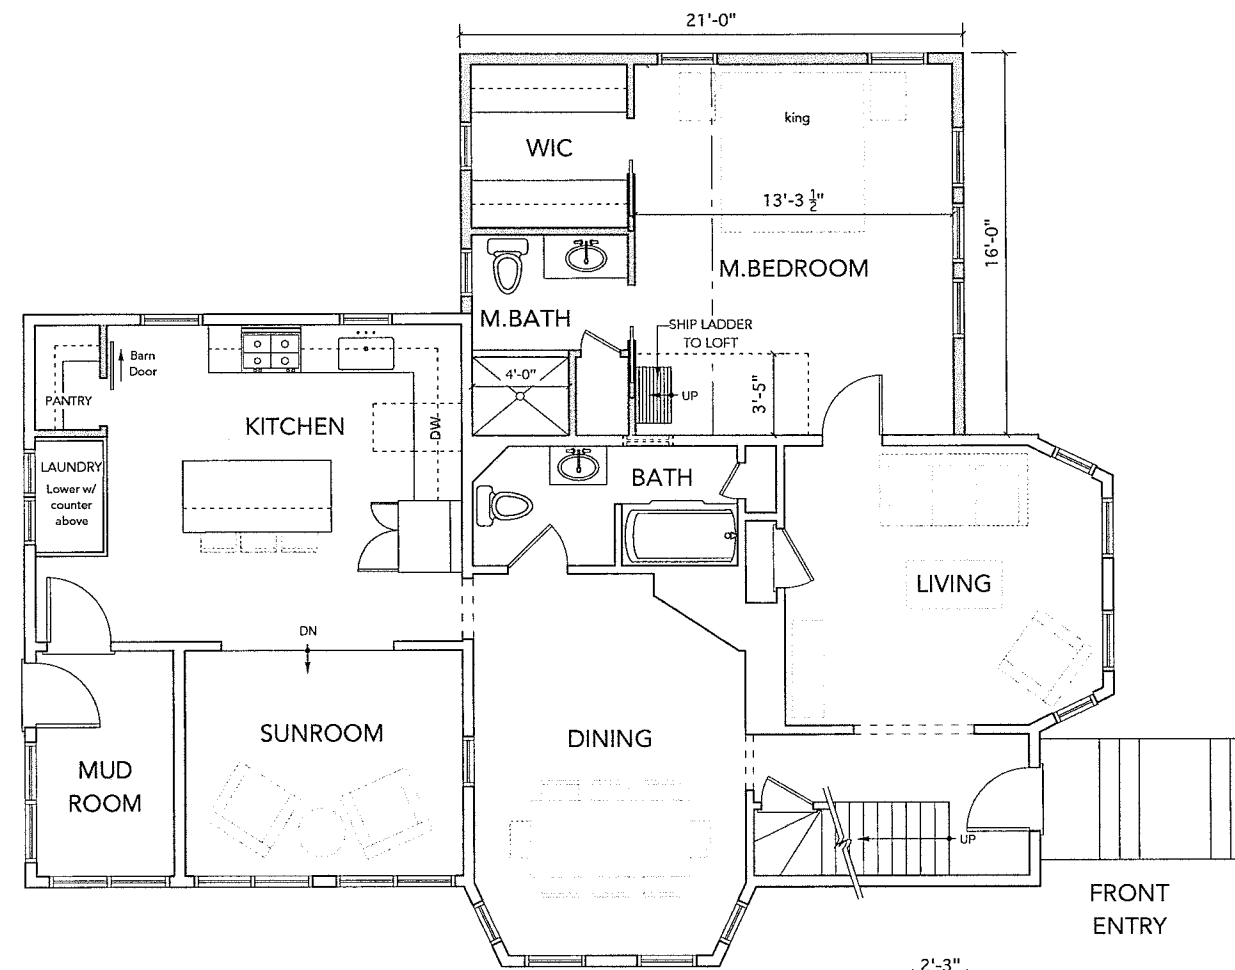 21'-0"
king
WIC
13'-3 1/2"
16'-0"
M.BEDROOM
M.BATH
SHIP LADDER
TO LOFT
Barn
Door
4'-0"
3'-5"
UP
PANTRY
KITCHEN
DW
LAUNDRY
Lower w/
counter
above
BATH
LIVING
DN
SUNROOM
DINING
MUD
ROOM
UP
FRONT
ENTRY
2'-3"